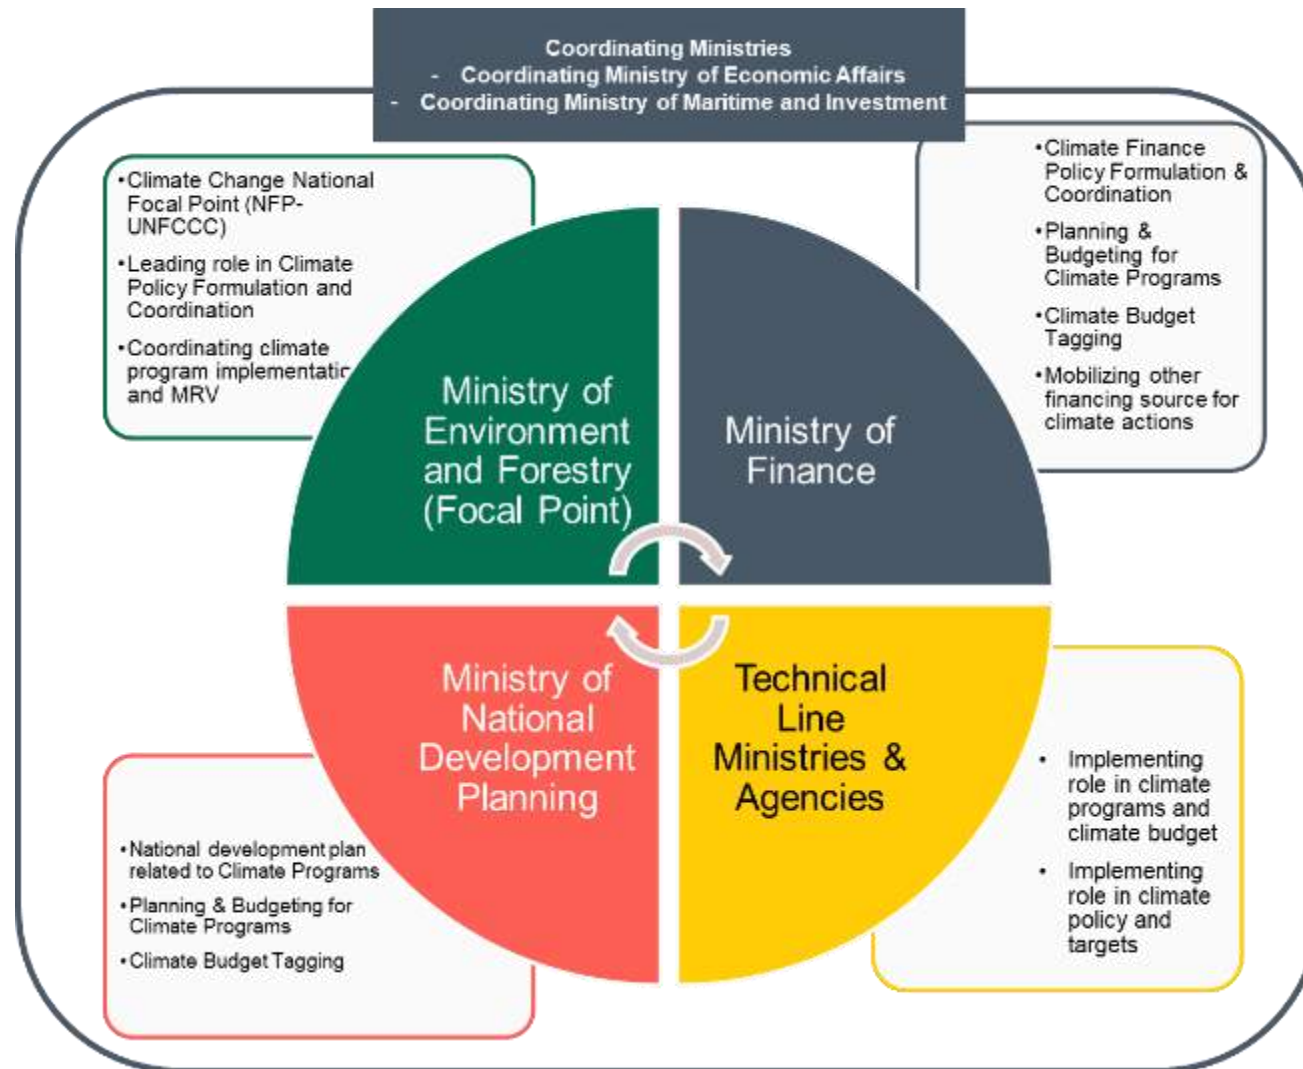 Coordinating Ministries
- Coordinating Ministry of Economic Affairs
- Coordinating Ministry of Maritime and Investment
•Climate Change National
Focal Point (NFP-
UNFCCC)
•Leading role in Climate
Policy Formulation and
Coordination
•Coordinating climate
program implementatic
and MRV
•Climate Finance
Policy Formulation &
Coordination
•Planning &
Budgeting for
Climate Programs
•Climate Budget
Tagging
•Mobilizing other
financing source for
climate actions
Ministry of
Environment
and Forestry
(Focal Point)
Ministry of
Finance
Ministry of
National
Development
Planning
Technical
Line
Ministries &
Agencies
•National development plan
related to Climate Programs
•Planning & Budgeting for
Climate Programs
•Climate Budget Tagging
• Implementing
role in climate
programs and
climate budget
• Implementing
role in climate
policy and
targets